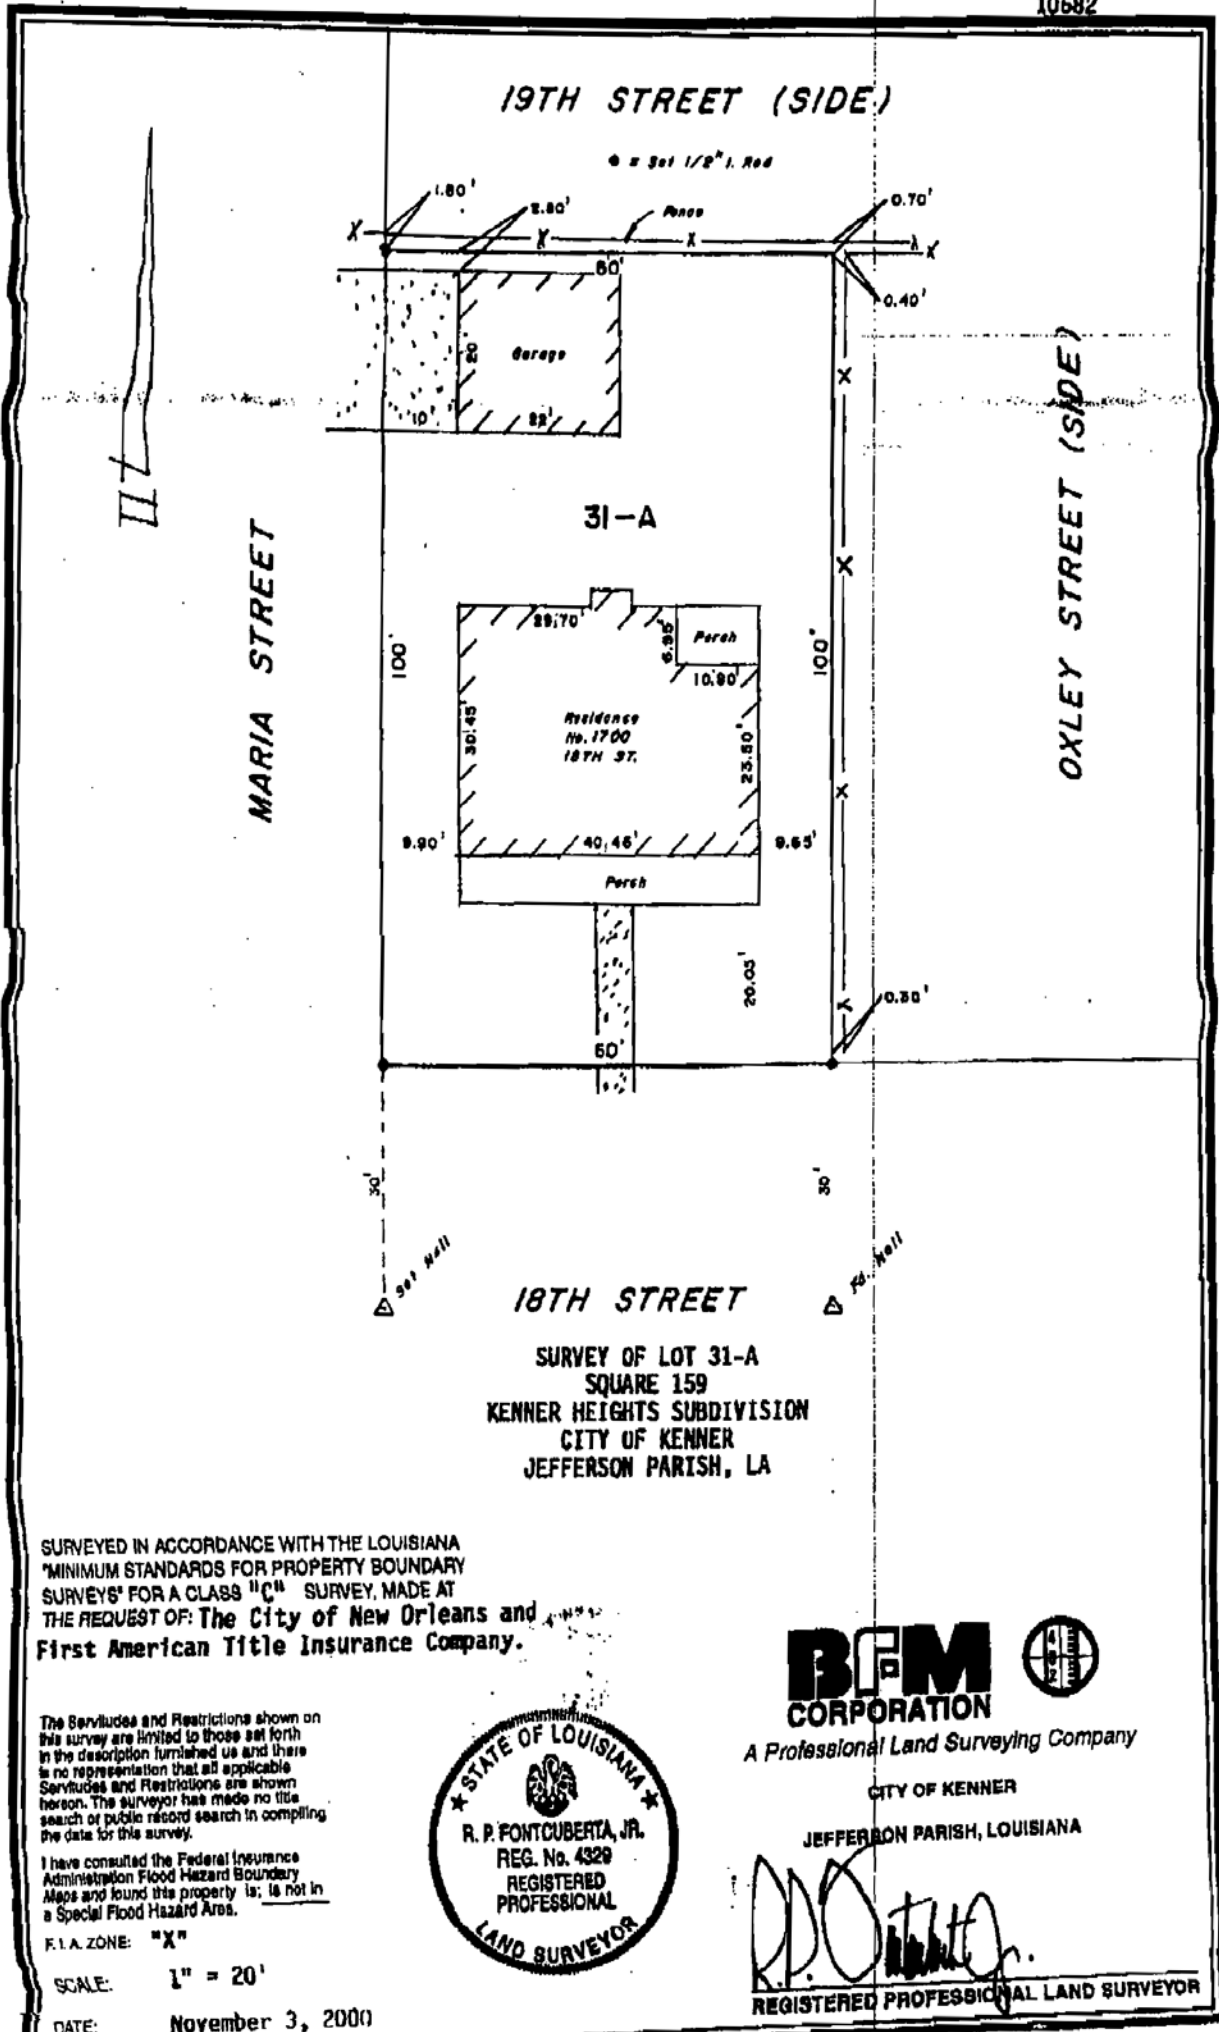 10682
19TH STREET (SIDE)
= Set 1/2" I. Rod
1.80'
2.80'
Fence
0.70'
X
X
X
X
60'
0.40'
20'
Garage
10'
22'
31-A
MARIA STREET
OXLEY STREET (SIDE)
X
X
X
X
100'
100'
29.70'
6.95'
Porch
10.90'
30.45'
Residence
No. 1700
18TH ST.
23.50'
9.90'
40.45'
9.65'
Porch
20.05'
0.30'
60'
30'
30'
Set Nail
Fd. Nail
18TH STREET
SURVEY OF LOT 31-A
SQUARE 159
KENNER HEIGHTS SUBDIVISION
CITY OF KENNER
JEFFERSON PARISH, LA
SURVEYED IN ACCORDANCE WITH THE LOUISIANA
"MINIMUM STANDARDS FOR PROPERTY BOUNDARY
SURVEYS" FOR A CLASS "C" SURVEY, MADE AT
THE REQUEST OF: The City of New Orleans and
First American Title Insurance Company.
The Servitudes and Restrictions shown on
this survey are limited to those set forth
in the description furnished us and there
is no representation that all applicable
Servitudes and Restrictions are shown
hereon. The surveyor has made no title
search or public record search in compiling
the data for this survey.
I have consulted the Federal Insurance
Administration Flood Hazard Boundary
Maps and found this property is; is not in
a Special Flood Hazard Area.
F.I.A. ZONE: "X"
SCALE: 1" = 20'
DATE: November 3, 2000
STATE OF LOUISIANA
R. P. FONTCUBERTA, JR.
REG. No. 4329
REGISTERED
PROFESSIONAL
LAND SURVEYOR
BFM
CORPORATION
A Professional Land Surveying Company
CITY OF KENNER
JEFFERSON PARISH, LOUISIANA
REGISTERED PROFESSIONAL LAND SURVEYOR